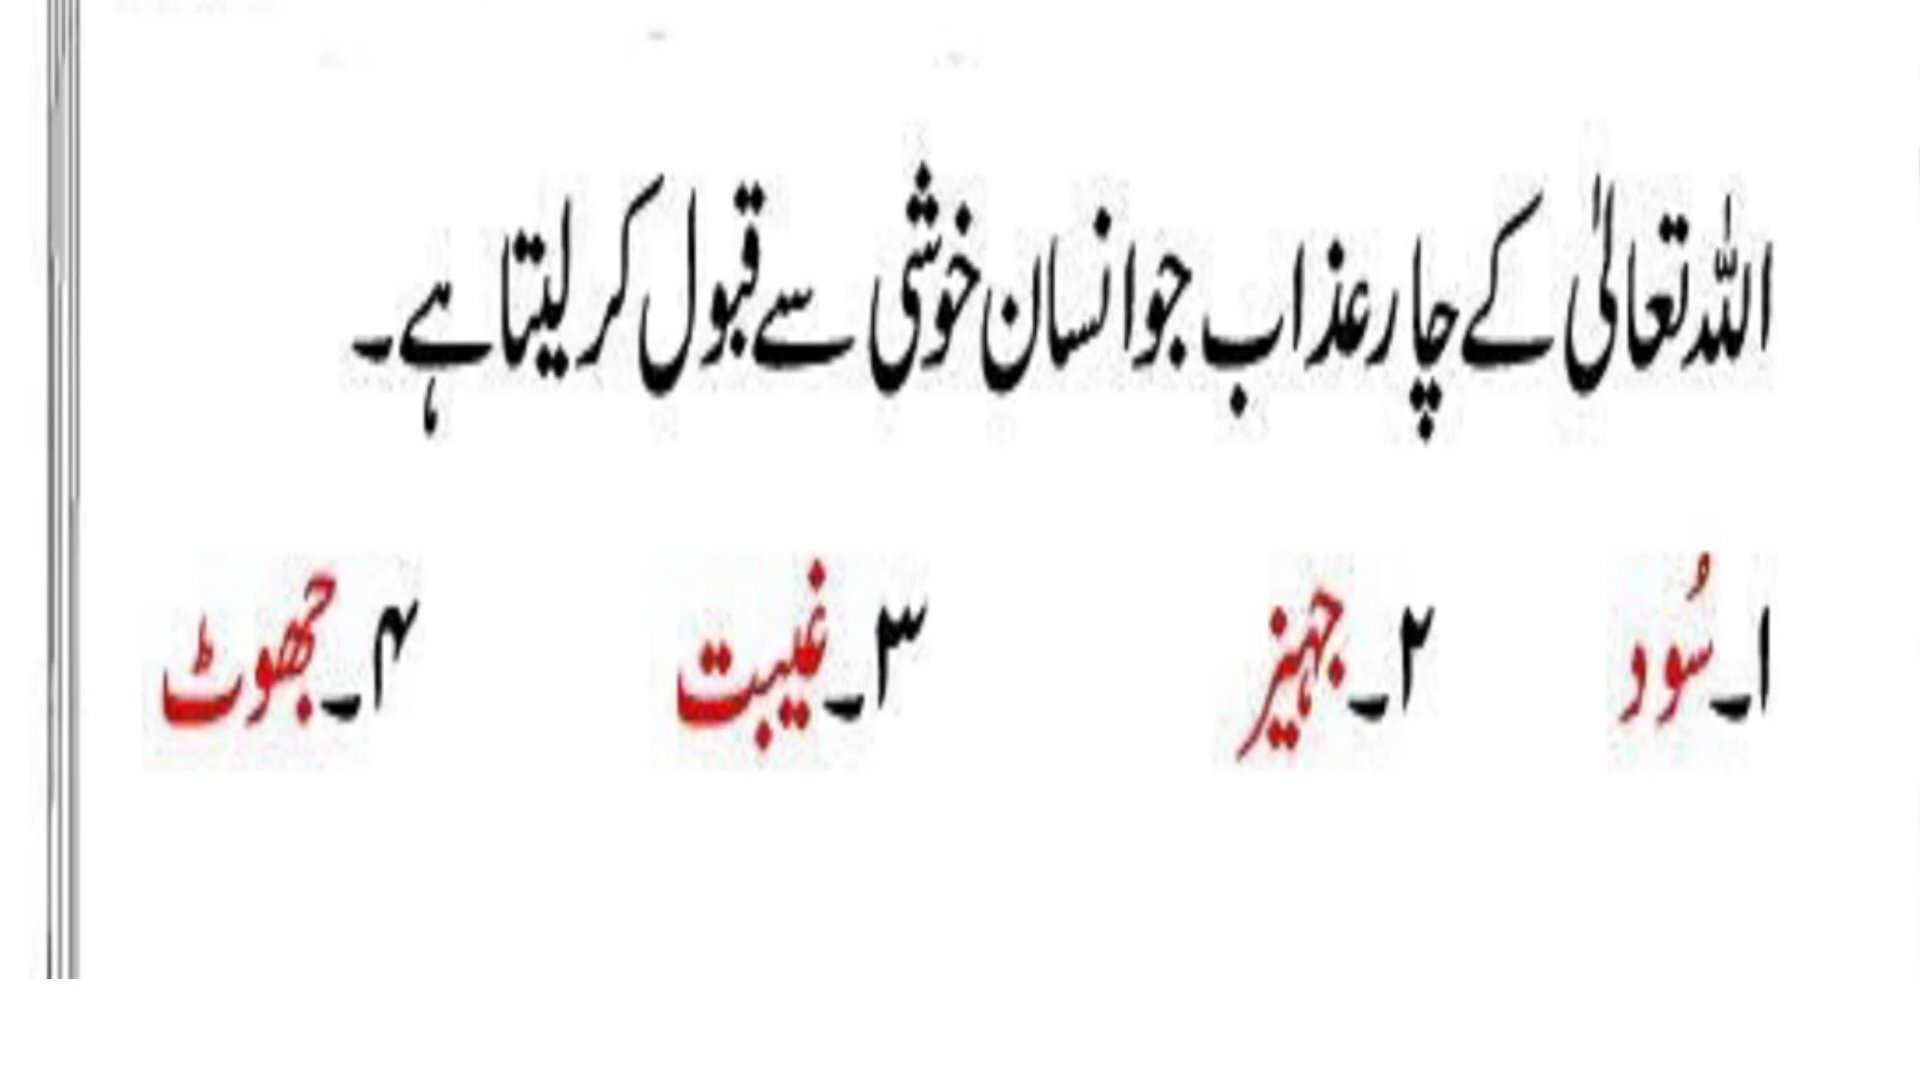 اللہ تعالیٰ کے چار عذاب جو انسان خوشی سے قبول کر لیتا ہے۔
۱۔سُود ۲۔جہیز ۳۔غیبت ۴۔جھوٹ